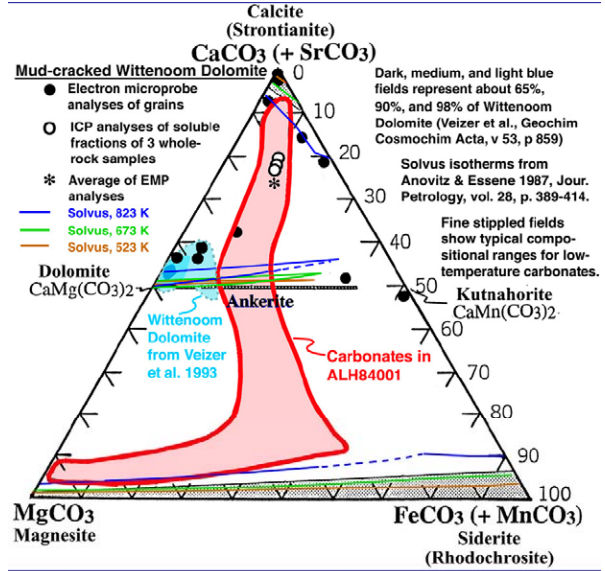 Calcite
(Strontianite)
CaCO3 (+ SrCO3)
Mud-cracked Wittenoom Dolomite
Electron microprobe
analyses of grains
ICP analyses of soluble
fractions of 3 whole-
rock samples
* Average of EMP
analyses
Solvus, 823 K
Solvus, 673 K
Solvus, 523 K
Dark, medium, and light blue
fields represent about 65%,
90%, and 98% of Wittenoom
Dolomite (Veizer et al., Geochim
Cosmochim Acta, v 53, p 859)
Solvus isotherms from
Anovitz & Essene 1987, Jour.
Petrology, vol. 28, p. 389-414.
Fine stippled fields
show typical compo-
sitional ranges for low-
temperature carbonates.
0
10
20
30
40
50
60
70
80
90
100
*
Dolomite
CaMg(CO3)2
Ankerite
Kutnahorite
CaMn(CO3)2
Wittenoom
Dolomite
from Veizer
et al. 1993
Carbonates in
ALH84001
MgCO3
Magnesite
FeCO3 (+ MnCO3)
Siderite
(Rhodochrosite)